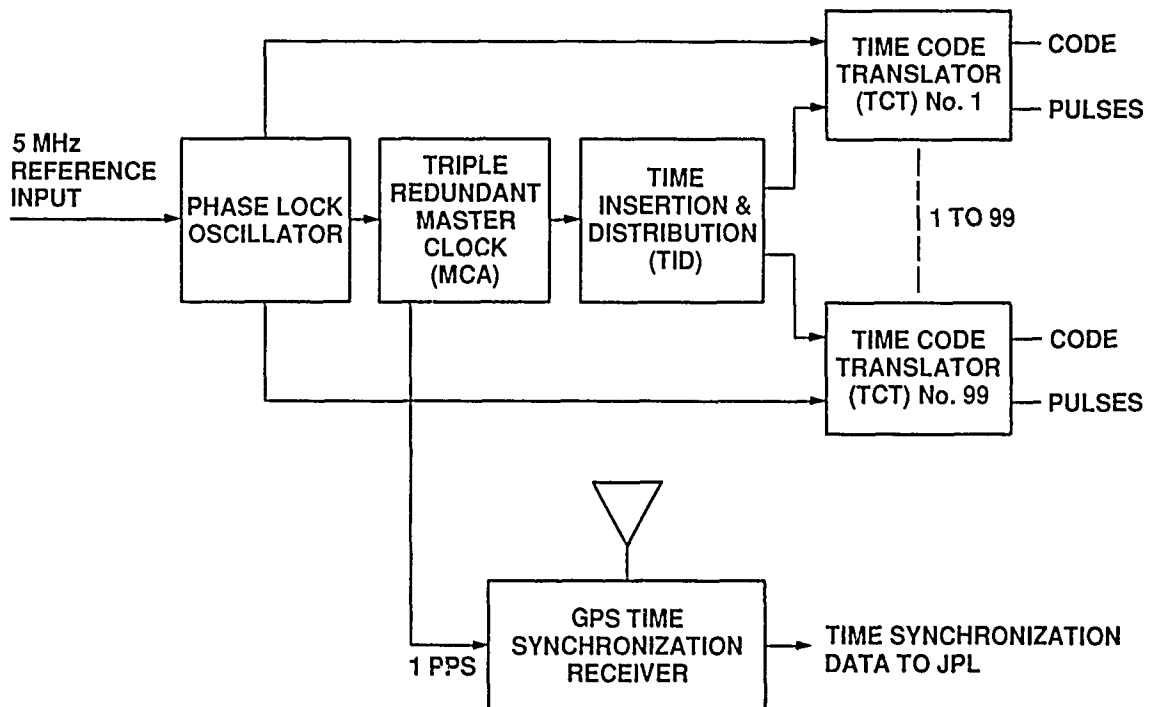 5 MHz
REFERENCE
INPUT
PHASE LOCK
OSCILLATOR
TRIPLE
REDUNDANT
MASTER
CLOCK
(MCA)
TIME
INSERTION &
DISTRIBUTION
(TID)
TIME CODE
TRANSLATOR
(TCT) No. 1
CODE
PULSES
1 TO 99
TIME CODE
TRANSLATOR
(TCT) No. 99
CODE
PULSES
1 PPS
GPS TIME
SYNCHRONIZATION
RECEIVER
TIME SYNCHRONIZATION
DATA TO JPL